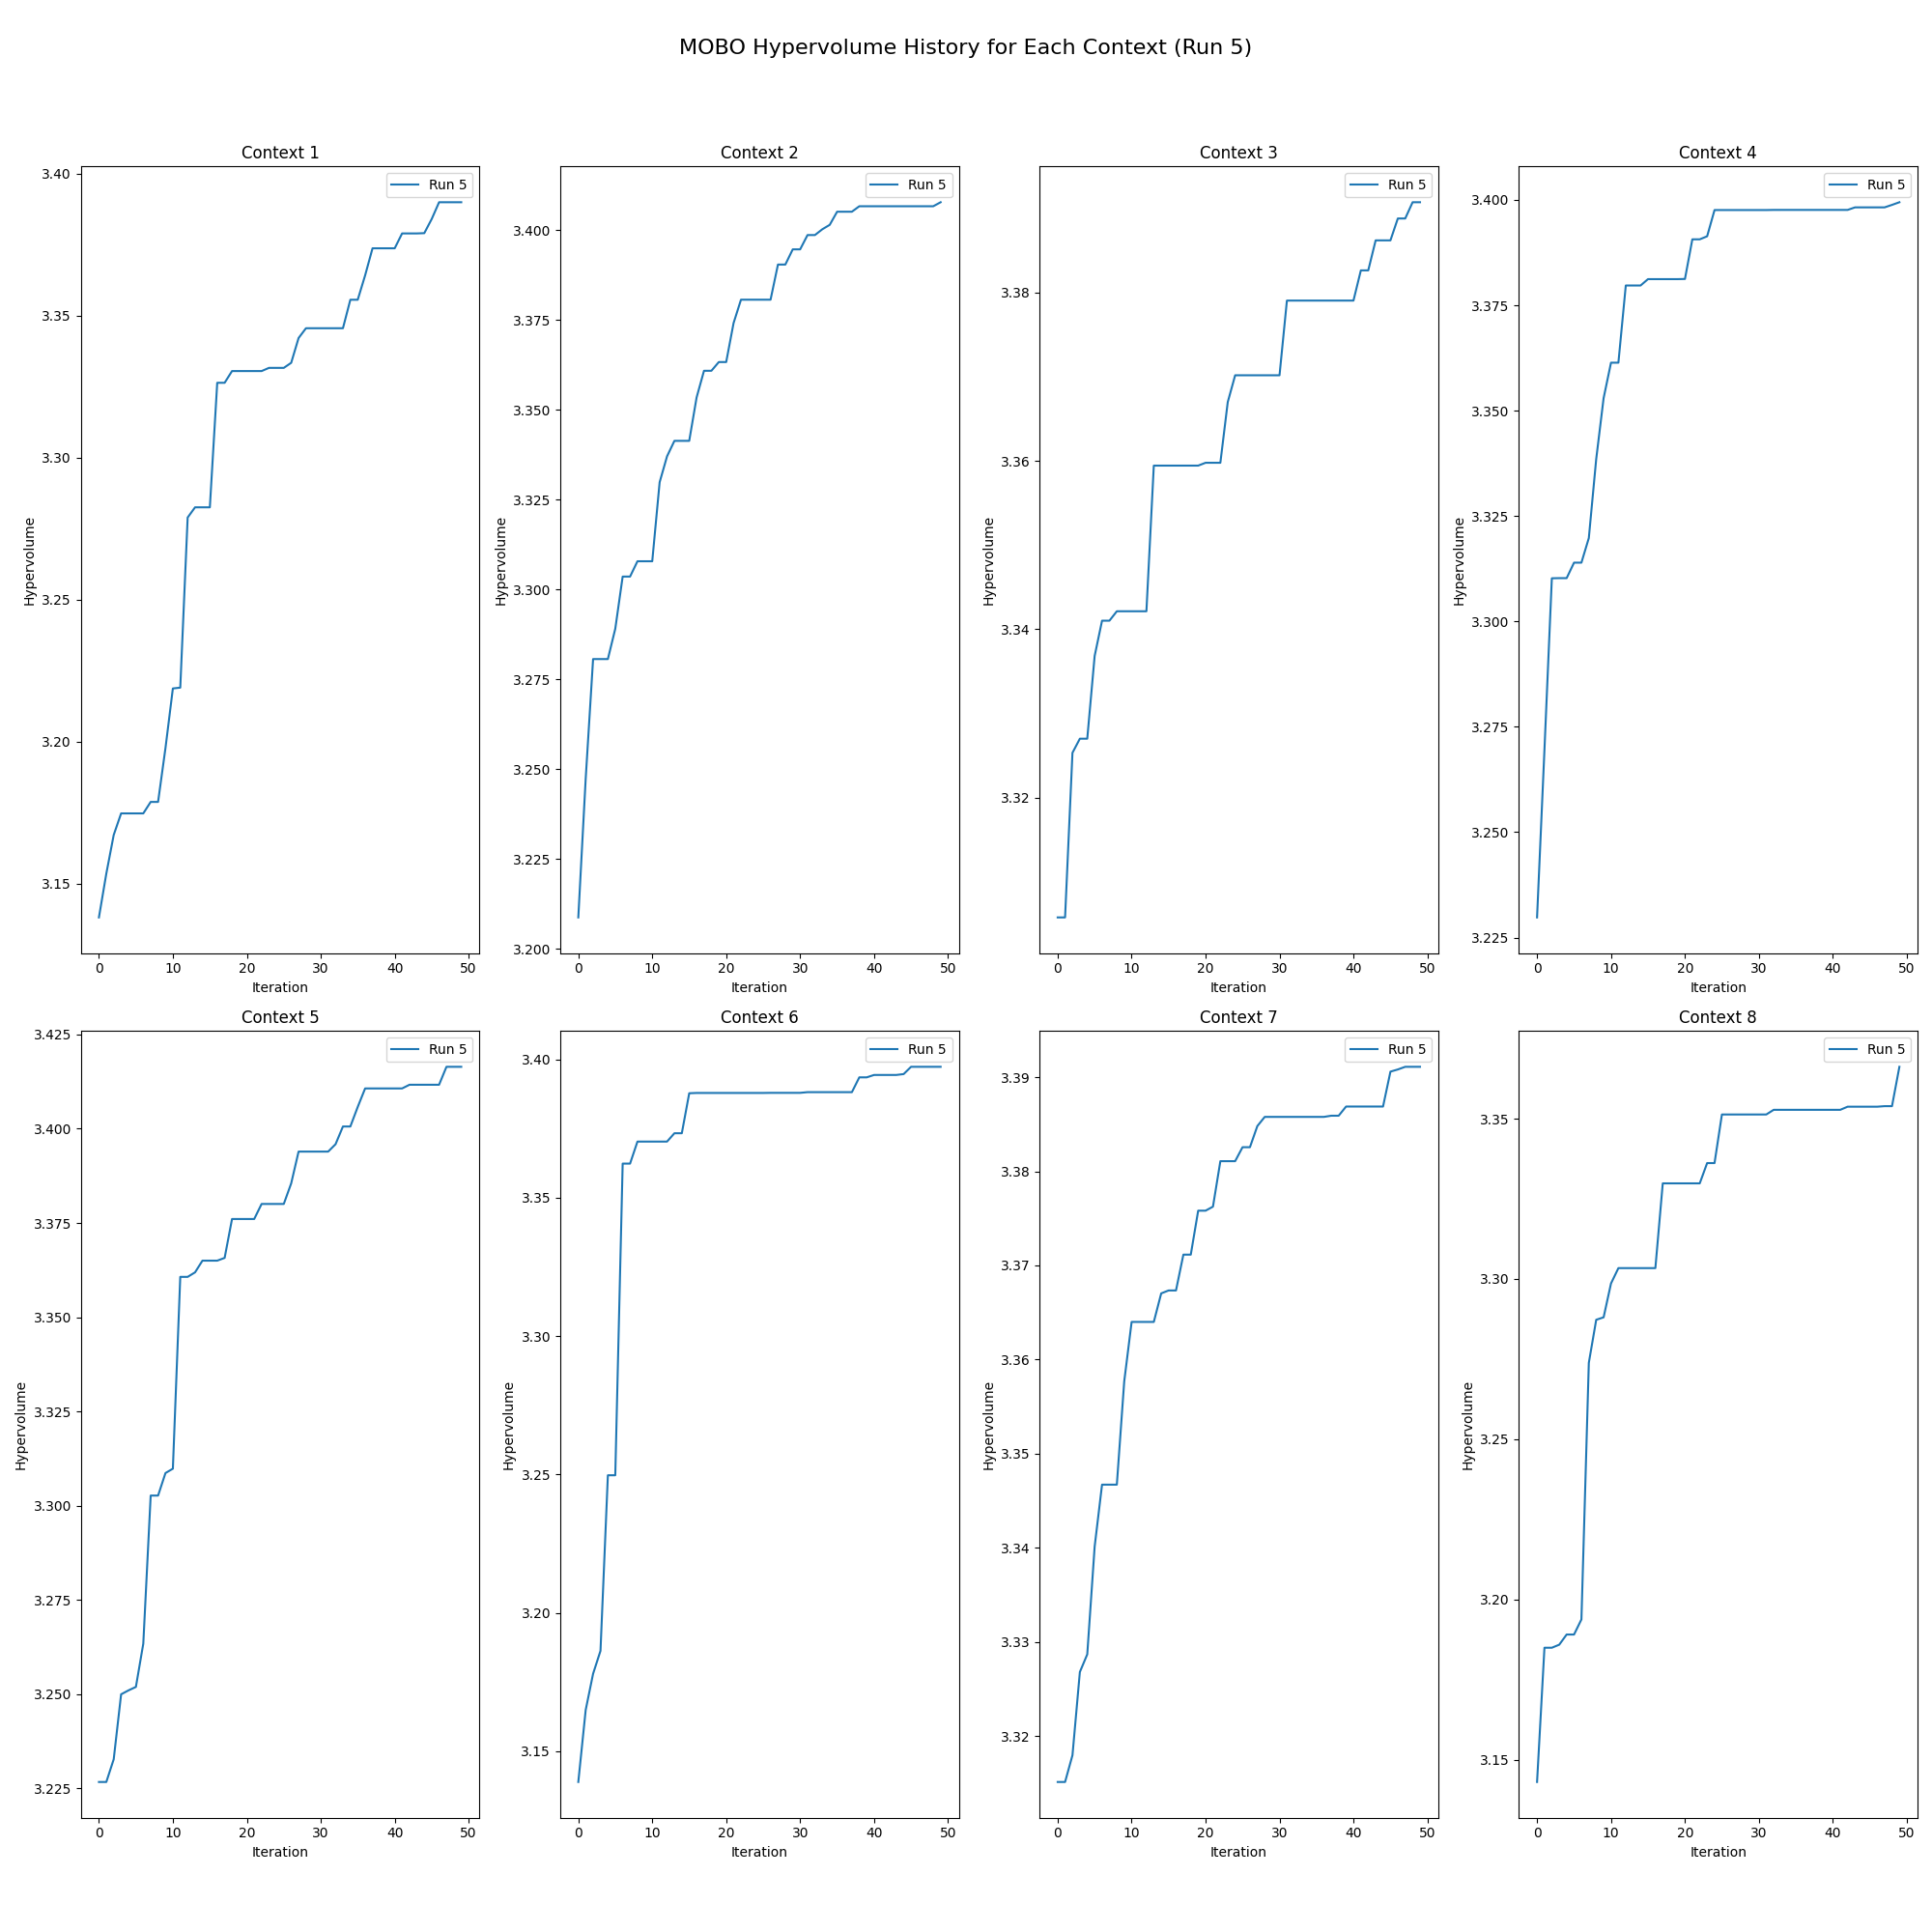 MOBO Hypervolume History for Each Context (Run 5)
Context 1
Run 5
3.40
3.35
3.30
3.25
3.20
3.15
Hypervolume
0 10 20 30 40 50
Iteration
Context 2
Run 5
3.400
3.375
3.350
3.325
3.300
3.275
3.250
3.225
3.200
Hypervolume
0 10 20 30 40 50
Iteration
Context 3
Run 5
3.38
3.36
3.34
3.32
Hypervolume
0 10 20 30 40 50
Iteration
Context 4
Run 5
3.400
3.375
3.350
3.325
3.300
3.275
3.250
3.225
Hypervolume
0 10 20 30 40 50
Iteration
Context 5
Run 5
3.425
3.400
3.375
3.350
3.325
3.300
3.275
3.250
3.225
Hypervolume
0 10 20 30 40 50
Iteration
Context 6
Run 5
3.40
3.35
3.30
3.25
3.20
3.15
Hypervolume
0 10 20 30 40 50
Iteration
Context 7
Run 5
3.39
3.38
3.37
3.36
3.35
3.34
3.33
3.32
Hypervolume
0 10 20 30 40 50
Iteration
Context 8
Run 5
3.35
3.30
3.25
3.20
3.15
Hypervolume
0 10 20 30 40 50
Iteration